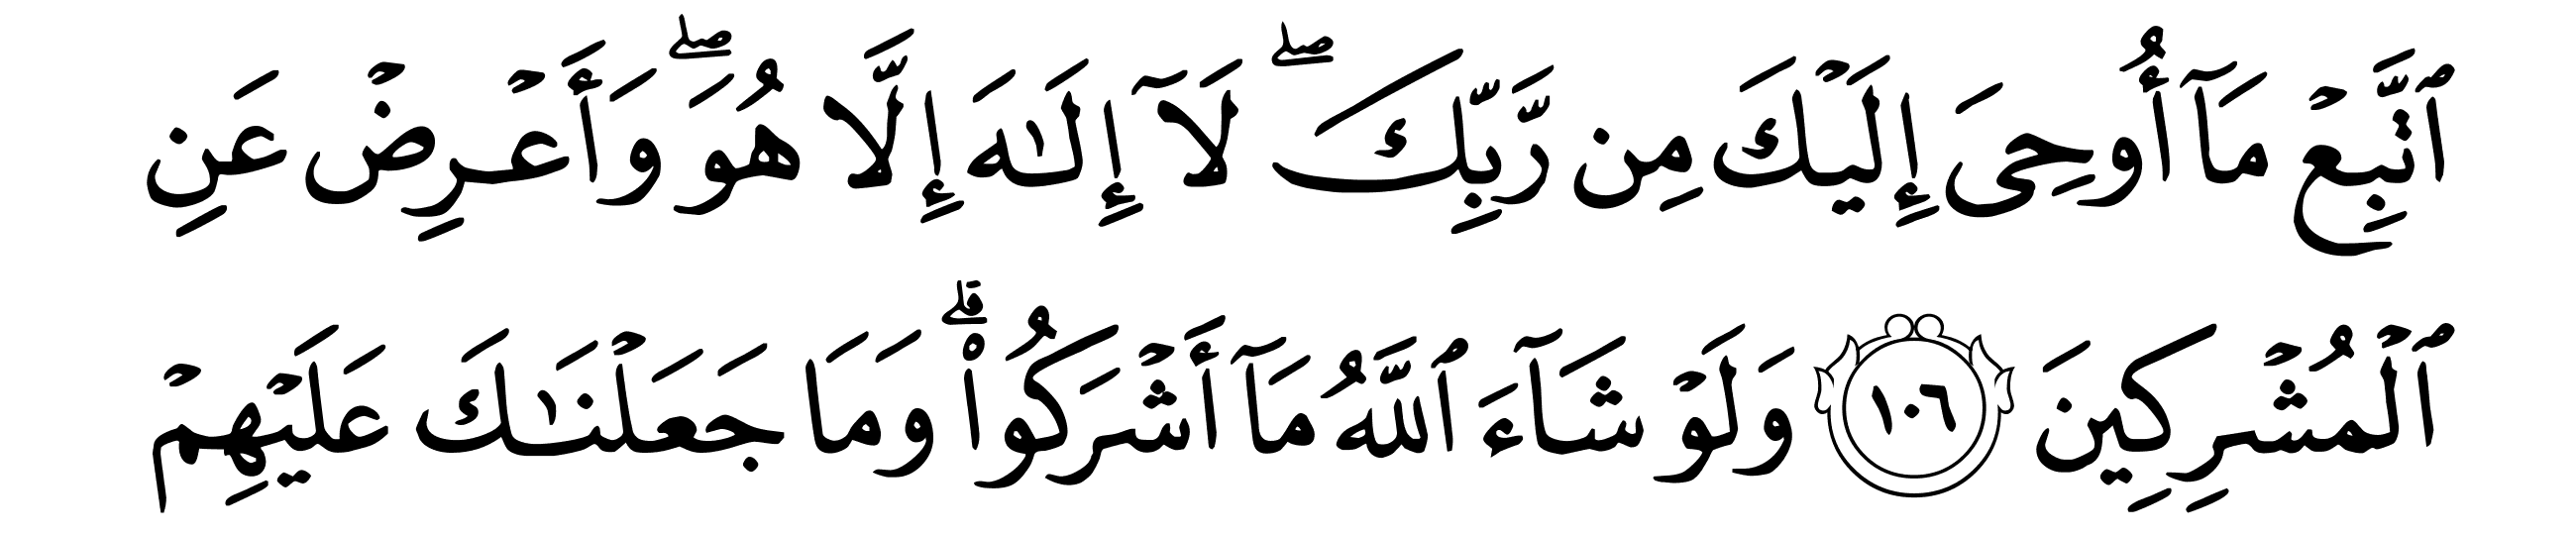 ٱتَّبِعۡ مَآ أُوحِيَ إِلَيۡكَ مِن رَّبِّكَۖ لَآ إِلَٰهَ إِلَّا هُوَۖ وَأَعۡرِضۡ عَنِ
ٱلۡمُشۡرِكِينَ ١٠٦ وَلَوۡ شَآءَ ٱللَّهُ مَآ أَشۡرَكُواْۗ وَمَا جَعَلۡنَٰكَ عَلَيۡهِمۡ